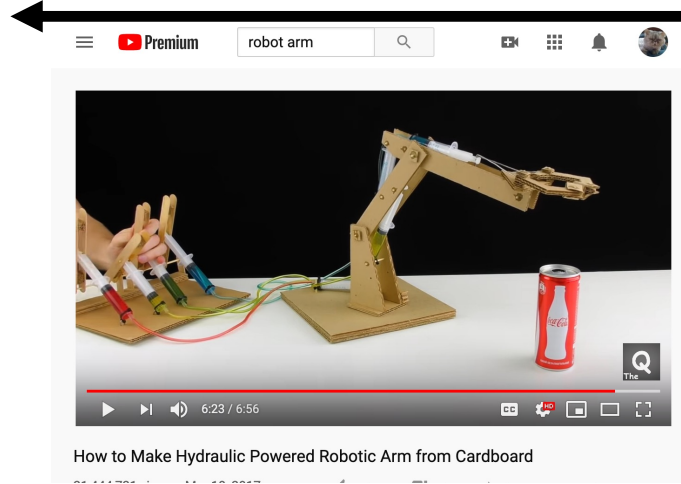 Premium
robot arm
Coca-Cola
The Q
6:23 / 6:56
CC
HD
How to Make Hydraulic Powered Robotic Arm from Cardboard